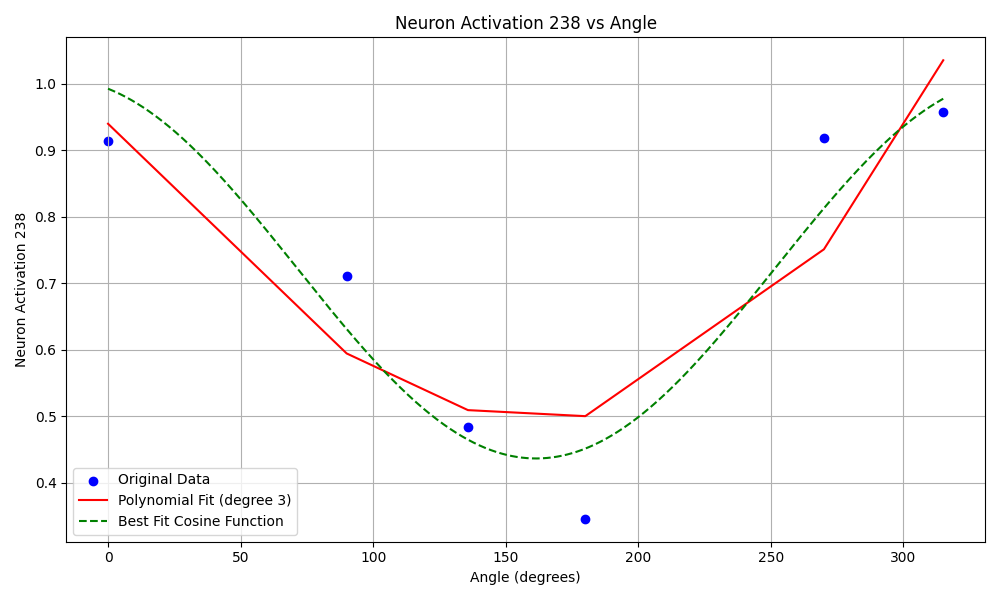 Neuron Activation 238 vs Angle
Neuron Activation 238
1.0
0.9
0.8
0.7
0.6
0.5
0.4
Original Data
Polynomial Fit (degree 3)
Best Fit Cosine Function
0
50
100
150
200
250
300
Angle (degrees)